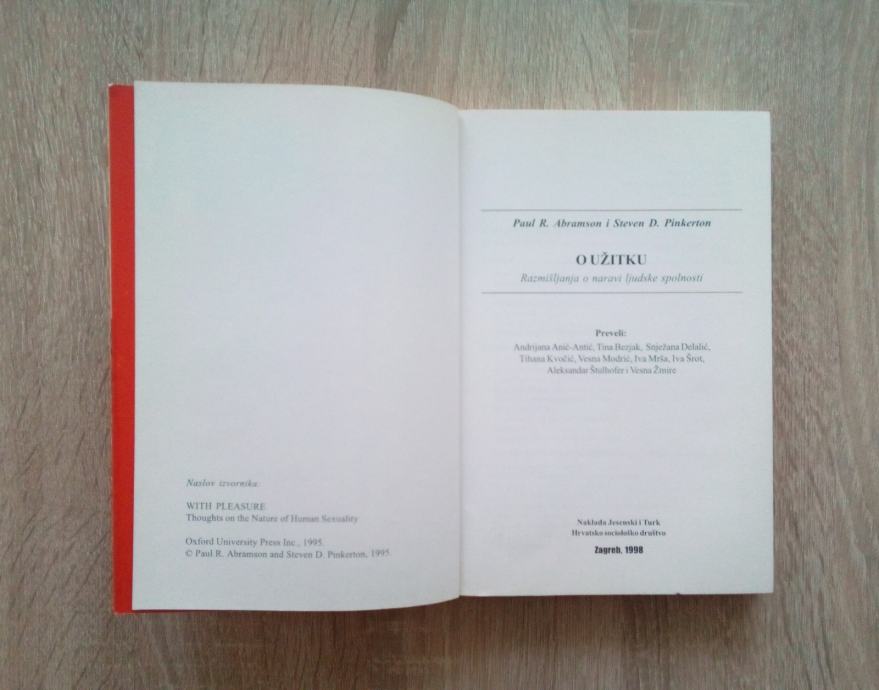 Naslov izvornika:
WITH PLEASURE
Thoughts on the Nature of Human Sexuality
Oxford University Press Inc., 1995.
© Paul R. Abramson and Steven D. Pinkerton, 1995.
Paul R. Abramson i Steven D. Pinkerton
O UŽITKU
Razmišljanja o naravi ljudske spolnosti
Preveli:
Andrijana Anić-Antić, Tina Bezjak, Snježana Delalić,
Tihana Kvočić, Vesna Modrić, Iva Mrša, Iva Šrot,
Aleksandar Štulhofer i Vesna Žmire
Naklada Jesenski i Turk
Hrvatsko sociološko društvo
Zagreb, 1998